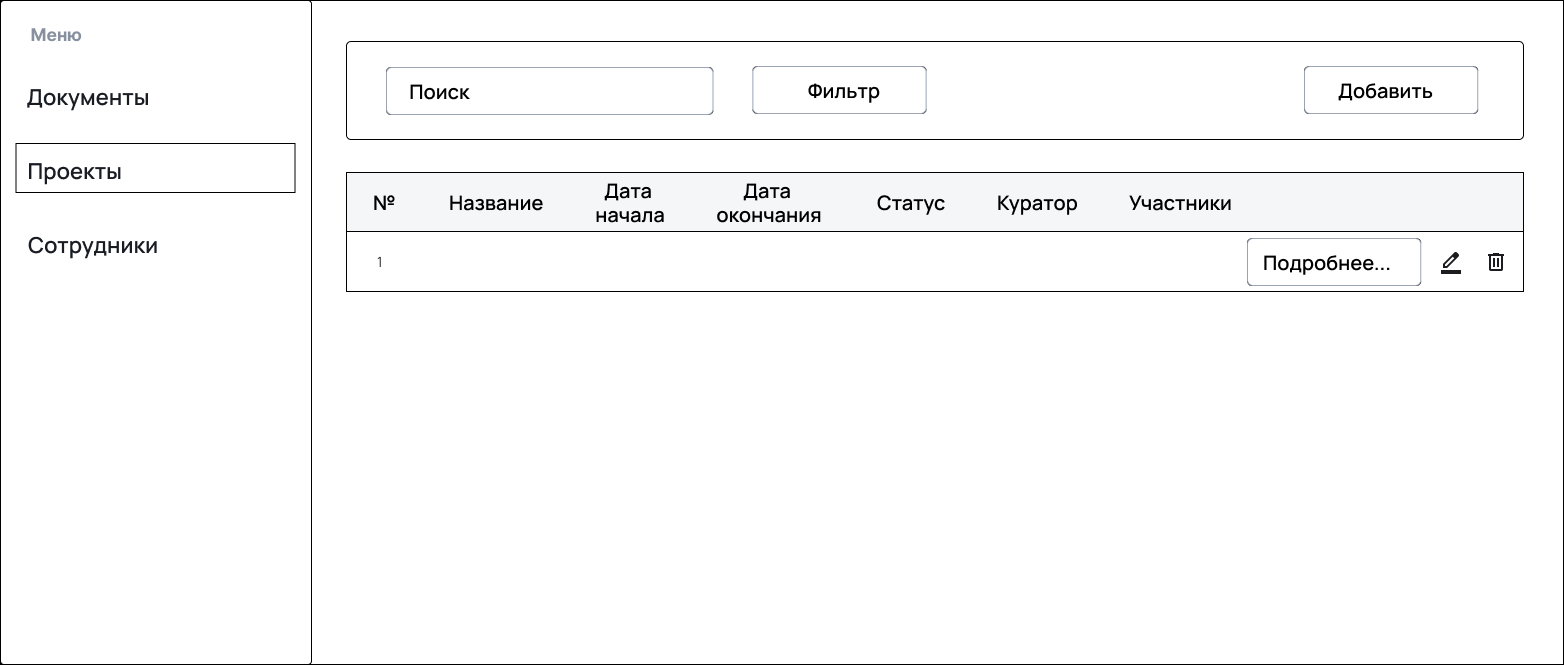 Меню
Документы
Проекты
Сотрудники
Поиск
Фильтр
Добавить
№
Название
Дата
начала
Дата
окончания
Статус
Куратор
Участники
1
Подробнее...